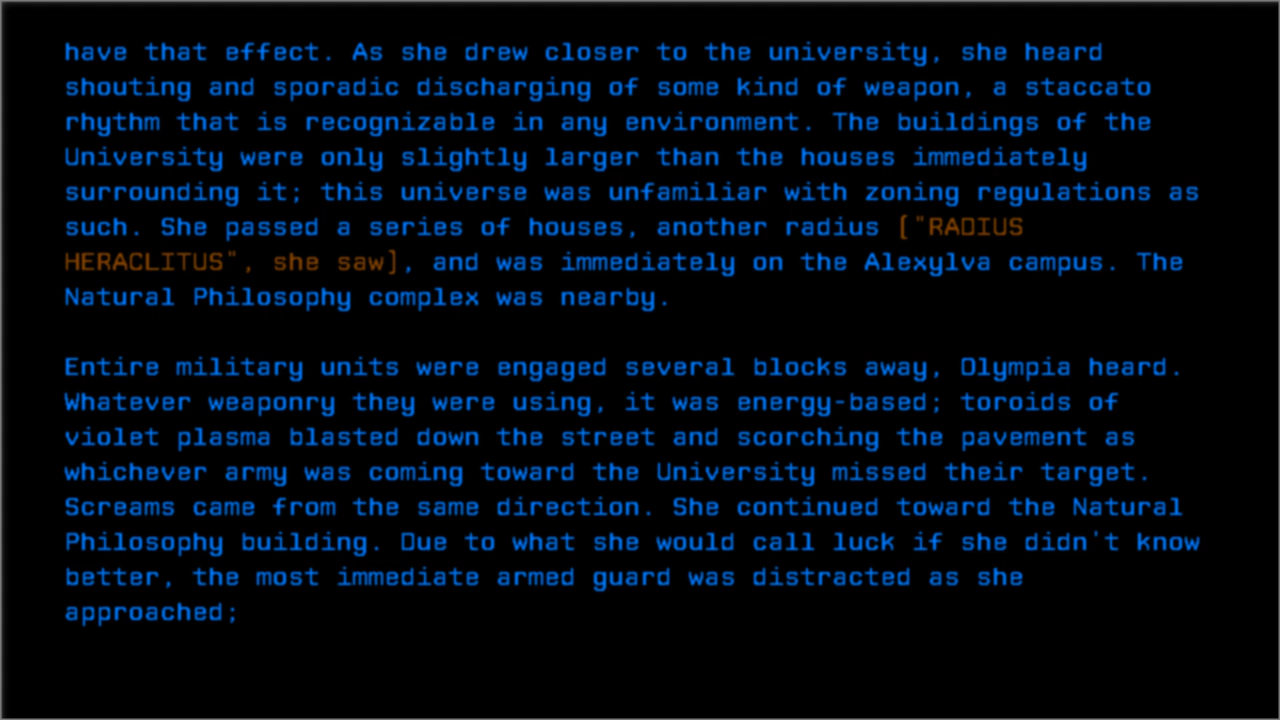 have that effect. As she drew closer to the university, she heard
shouting and sporadic discharging of some kind of weapon, a staccato
rhythm that is recognizable in any environment. The buildings of the
University were only slightly larger than the houses immediately
surrounding it; this universe was unfamiliar with zoning regulations as
such. She passed a series of houses, another radius ["RADIUS
HERACLITUS", she saw], and was immediately on the Alexylva campus. The
Natural Philosophy complex was nearby.
Entire military units were engaged several blocks away, Olympia heard.
Whatever weaponry they were using, it was energy-based; toroids of
violet plasma blasted down the street and scorching the pavement as
whichever army was coming toward the University missed their target.
Screams came from the same direction. She continued toward the Natural
Philosophy building. Due to what she would call luck if she didn't know
better, the most immediate armed guard was distracted as she
approached;